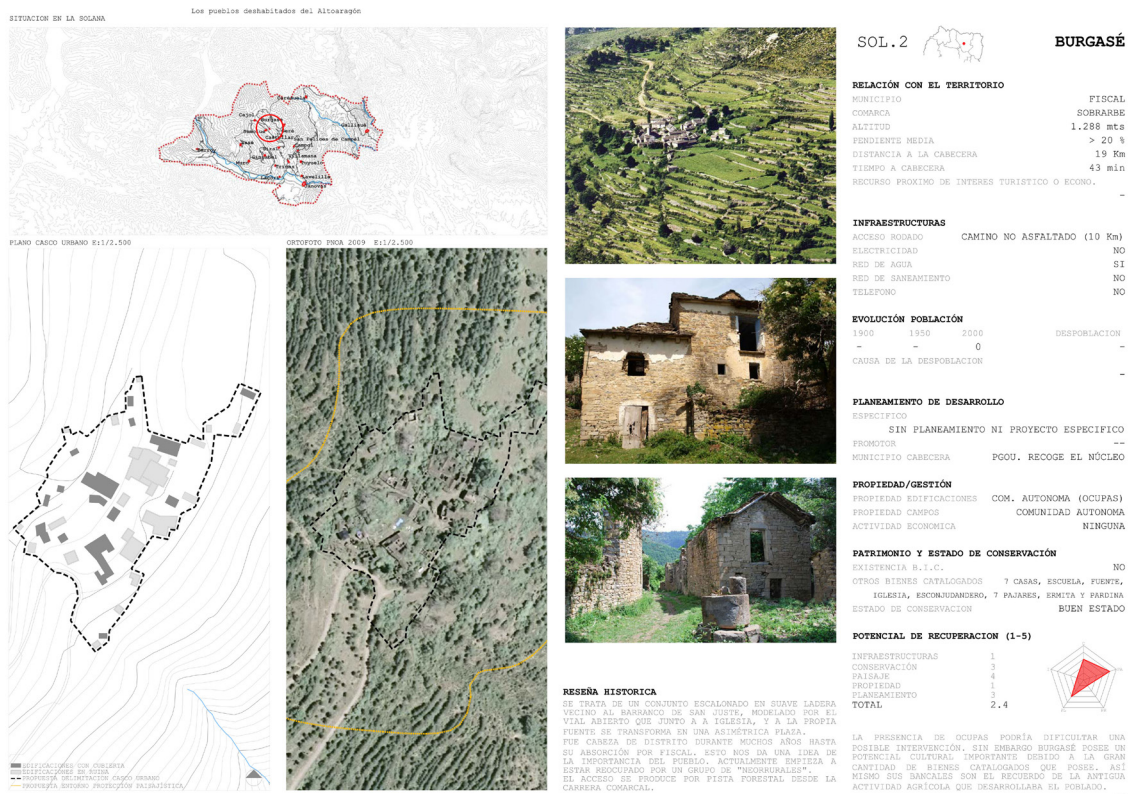 Los pueblos deshabitados del Altoaragón
SITUACION EN LA SOLANA
PLANO CASCO URBANO E:1/2.500
ORTOFOTO PNOA 2009 E:1/2.500
EDIFICACIONES CON CUBIERTA
EDIFICACIONES EN RUINA
PROPUESTA DELIMITACION CASCO URBANO
PROPUESTA ENTORNO PROTECCIÓN PAISAJÍSTICA
RESEÑA HISTORICA
SE TRATA DE UN CONJUNTO ESCALONADO EN SUAVE LADERA
VECINO AL BARRANCO DE SAN JUSTE, MODELADO POR EL
VIAL ABIERTO QUE JUNTO A A IGLESIA, Y A LA PROPIA
FUENTE SE TRANSFORMA EN UNA ASIMÉTRICA PLAZA.
FUE CABEZA DE DISTRITO DURANTE MUCHOS AÑOS HASTA
SU ABSORCIÓN POR FISCAL. ESTO NOS DA UNA IDEA DE
LA IMPORTANCIA DEL PUEBLO. ACTUALMENTE EMPIEZA A
ESTAR REOCUPADO POR UN GRUPO DE "NEORRURALES".
EL ACCESO SE PRODUCE POR PISTA FORESTAL DESDE LA
CARRERA COMARCAL.
SOL.2 BURGASÉ
RELACIÓN CON EL TERRITORIO
MUNICIPIO FISCAL
COMARCA SOBRARBE
ALTITUD 1.288 mts
PENDIENTE MEDIA > 20 %
DISTANCIA A LA CABECERA 19 Km
TIEMPO A CABECERA 43 min
RECURSO PROXIMO DE INTERES TURISTICO O ECONO.
-
INFRAESTRUCTURAS
ACCESO RODADO CAMINO NO ASFALTADO (10 Km)
ELECTRICIDAD NO
RED DE AGUA SI
RED DE SANEAMIENTO NO
TELEFONO NO
EVOLUCIÓN POBLACIÓN
1900 1950 2000 DESPOBLACION
- - 0 -
CAUSA DE LA DESPOBLACION
-
PLANEAMIENTO DE DESARROLLO
ESPECIFICO
SIN PLANEAMIENTO NI PROYECTO ESPECIFICO
PROMOTOR --
MUNICIPIO CABECERA PGOU. RECOGE EL NÚCLEO
PROPIEDAD/GESTIÓN
PROPIEDAD EDIFICACIONES COM. AUTONOMA (OCUPAS)
PROPIEDAD CAMPOS COMUNIDAD AUTONOMA
ACTIVIDAD ECONOMICA NINGUNA
PATRIMONIO Y ESTADO DE CONSERVACIÓN
EXISTENCIA B.I.C. NO
OTROS BIENES CATALOGADOS 7 CASAS, ESCUELA, FUENTE,
IGLESIA, ESCONJUDANDERO, 7 PAJARES, ERMITA Y PARDINA
ESTADO DE CONSERVACION BUEN ESTADO
POTENCIAL DE RECUPERACION (1-5)
INFRAESTRUCTURAS 1
CONSERVACIÓN 3
PAISAJE 4
PROPIEDAD 1
PLANEAMIENTO 3
TOTAL 2.4
LA PRESENCIA DE OCUPAS PODRÍA DIFICULTAR UNA
POSIBLE INTERVENCIÓN. SIN EMBARGO BURGASÉ POSEE UN
POTENCIAL CULTURAL IMPORTANTE DEBIDO A LA GRAN
CANTIDAD DE BIENES CATALOGADOS QUE POSEE. ASÍ
MISMO SUS BANCALES SON EL RECUERDO DE LA ANTIGUA
ACTIVIDAD AGRÍCOLA QUE DESARROLLABA EL POBLADO.